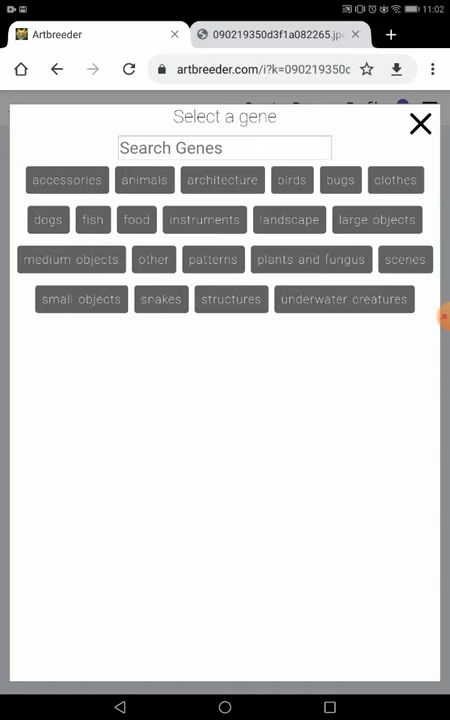 11:02
Artbreeder
090219350d3f1a082265.jpe
artbreeder.com/i?k=090219350c
Select a gene
Search Genes
accessories animals architecture birds bugs clothes
dogs fish food instruments landscape large objects
medium objects other patterns plants and fungus scenes
small objects snakes structures underwater creatures